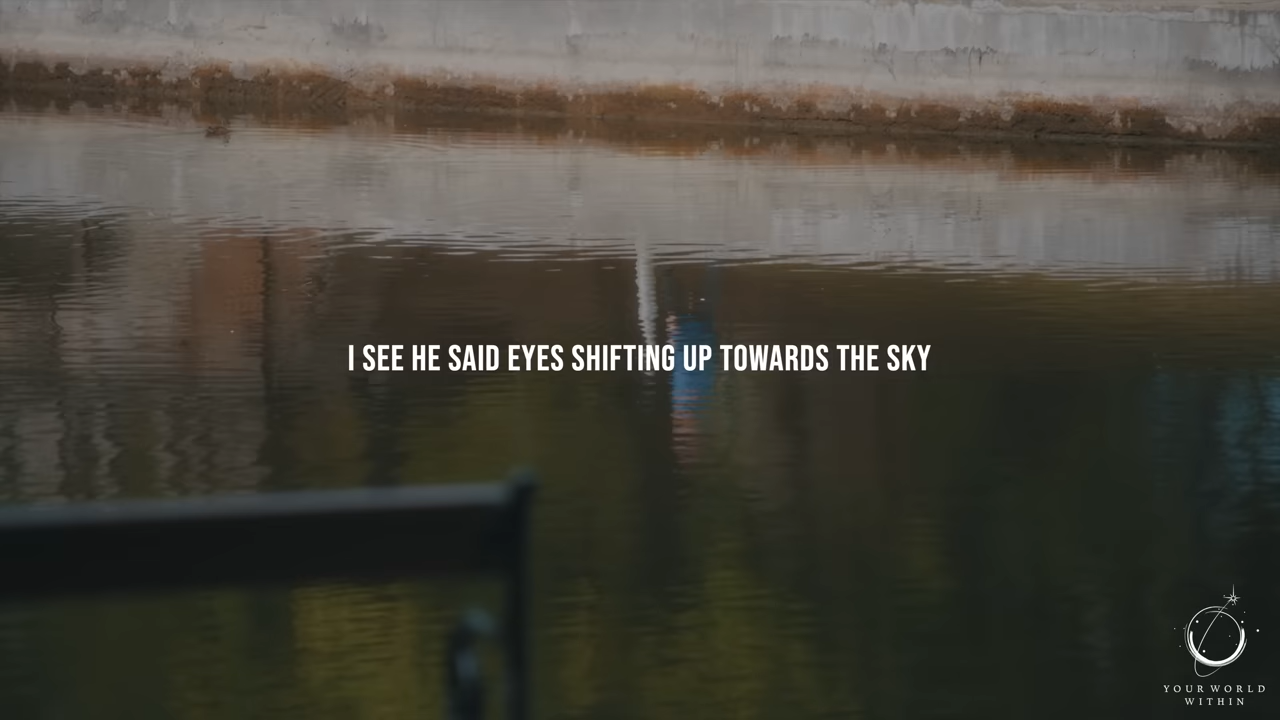 I SEE HE SAID EYES SHIFTING UP TOWARDS THE SKY
YOUR WORLD
WITHIN